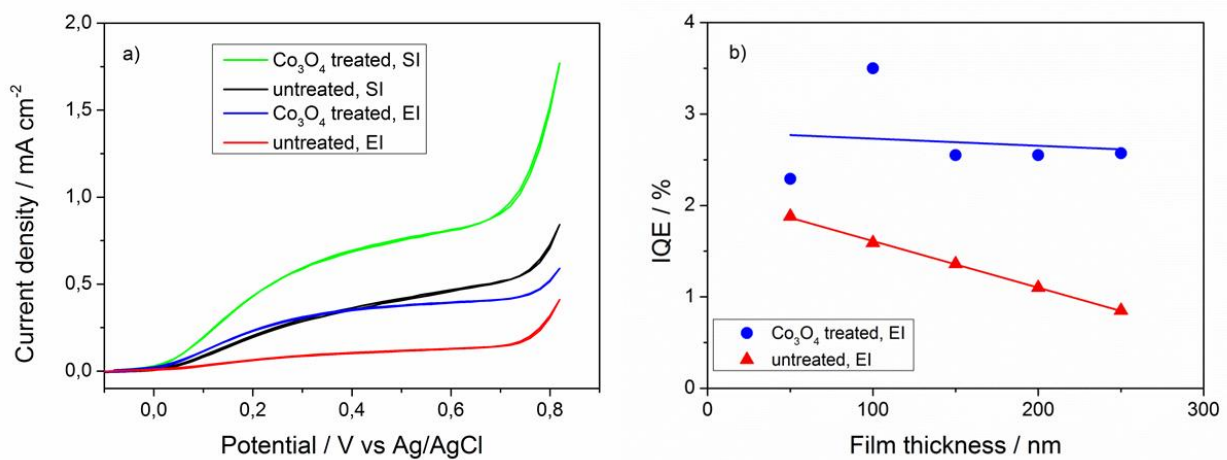 a)
Co₃O₄ treated, SI
untreated, SI
Co₃O₄ treated, EI
untreated, EI
2,0
1,5
1,0
0,5
0,0
Current density / mA cm⁻²
0,0 0,2 0,4 0,6 0,8
Potential / V vs Ag/AgCl
b)
4
3
2
1
0
IQE / %
Co₃O₄ treated, EI
untreated, EI
0 100 200 300
Film thickness / nm